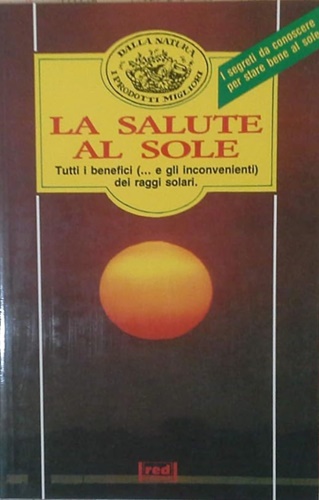 DALLA NATURA
I PRODOTTI MIGLIORI
I segreti da conoscere
per stare bene al sole
LA SALUTE
AL SOLE
Tutti i benefici (... e gli inconvenienti)
dei raggi solari.
red